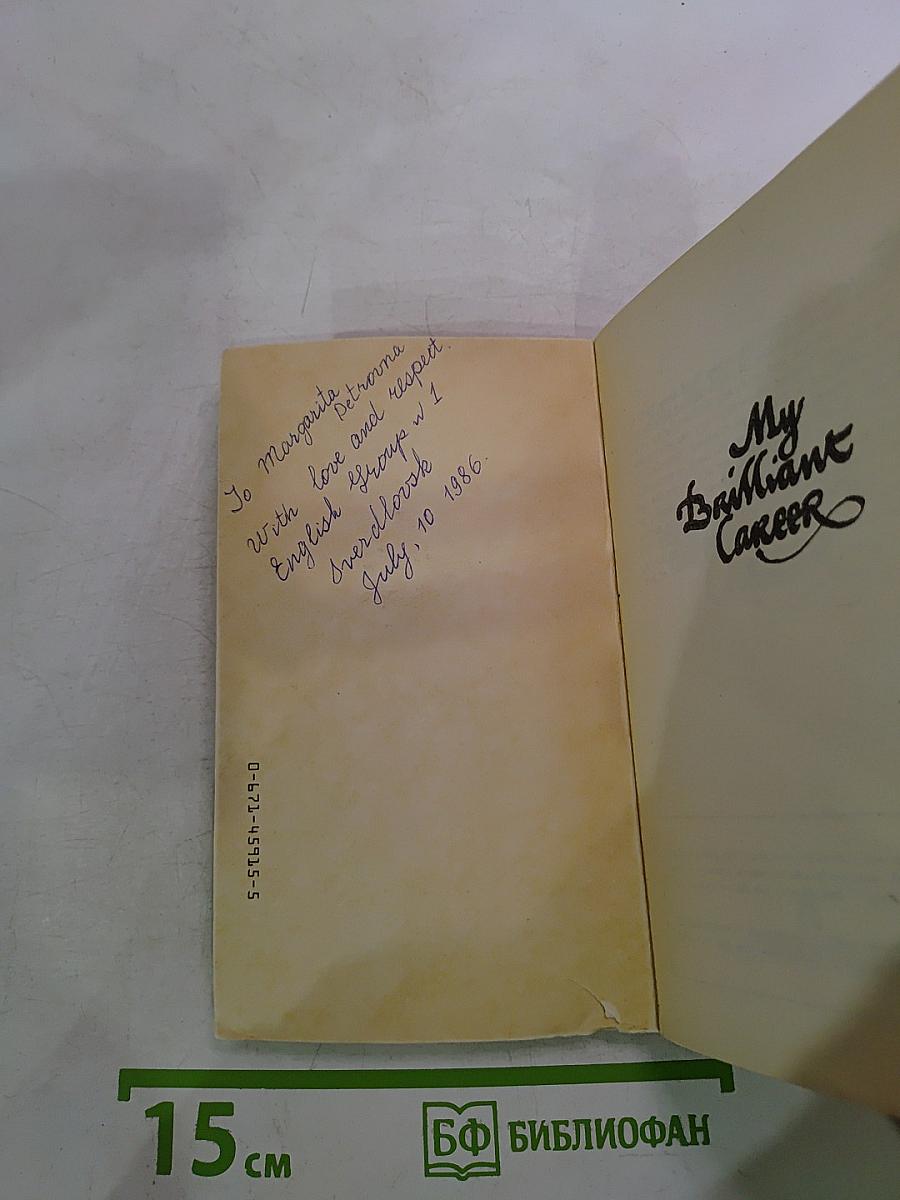 To Margarita
Petrovna
With love and respect.
English Group N 1
Sverdlovsk
July, 10 1986.
0-671-45915-5
My
Brilliant
Career
15 см
БФ БИБЛИОФАН